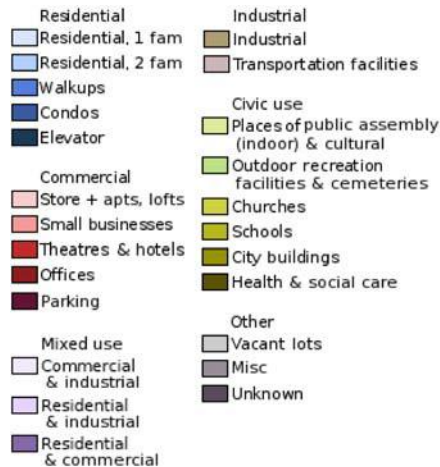 Residential
Residential, 1 fam
Residential, 2 fam
Walkups
Condos
Elevator
Commercial
Store + apts, lofts
Small businesses
Theatres & hotels
Offices
Parking
Mixed use
Commercial
& industrial
Residential
& industrial
Residential
& commercial
Industrial
Industrial
Transportation facilities
Civic use
Places of public assembly
(indoor) & cultural
Outdoor recreation
facilities & cemeteries
Churches
Schools
City buildings
Health & social care
Other
Vacant lots
Misc
Unknown